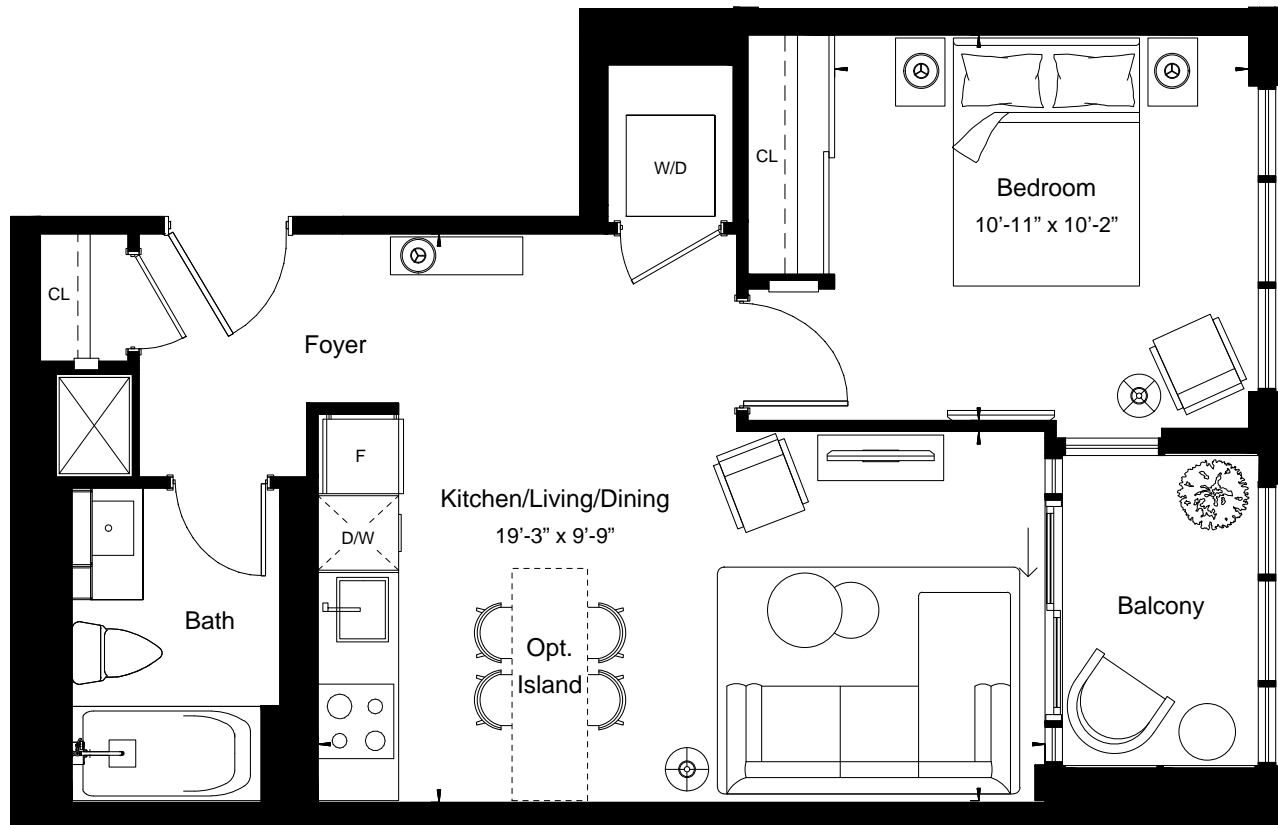 W/D
CL
Bedroom
10’-11” x 10’-2”
CL
Foyer
F
Kitchen/Living/Dining
19’-3” x 9’-9”
D/W
Bath
Opt.
Island
Balcony